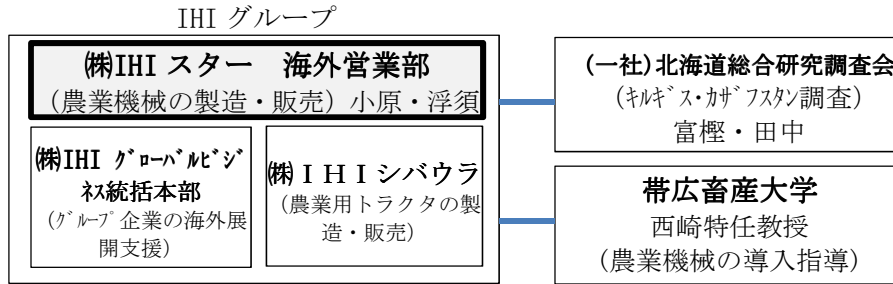 IHI グループ
㈱IHI スター 海外営業部
（農業機械の製造・販売）小原・浮須
㈱IHI ｸﾞﾛｰﾊﾞﾙﾋﾞｼﾞ
ﾈｽ統括本部
（ｸﾞﾙｰﾌﾟ企業の海外展
開支援）
㈱ＩＨＩシバウラ
（農業用トラクタの製
造・販売）
(一社)北海道総合研究調査会
（ｷﾙｷﾞｽ・ｶｻﾞﾌｽﾀﾝ調査）
富樫・田中
帯広畜産大学
西崎特任教授
（農業機械の導入指導）